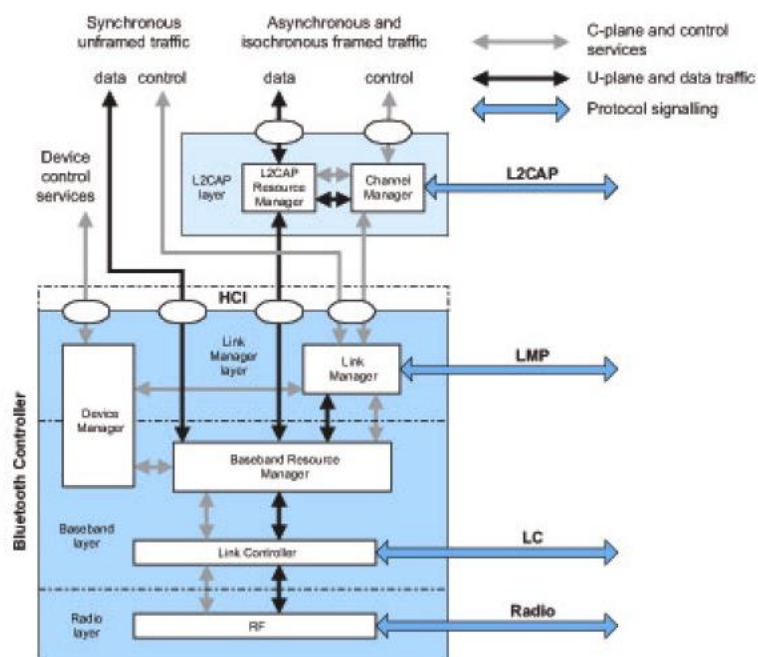 Synchronous
unframed traffic
Asynchronous and
isochronous framed traffic
C-plane and control
services
data
control
data
control
U-plane and data traffic
Protocol signalling
Device
control
services
L2CAP
layer
L2CAP
Resource
Manager
Channel
Manager
L2CAP
HCI
Link
Manager
layer
Link
Manager
LMP
Device
Manager
Baseband Resource
Manager
Bluetooth Controller
Baseband
layer
Link Controller
LC
Radio
layer
RF
Radio